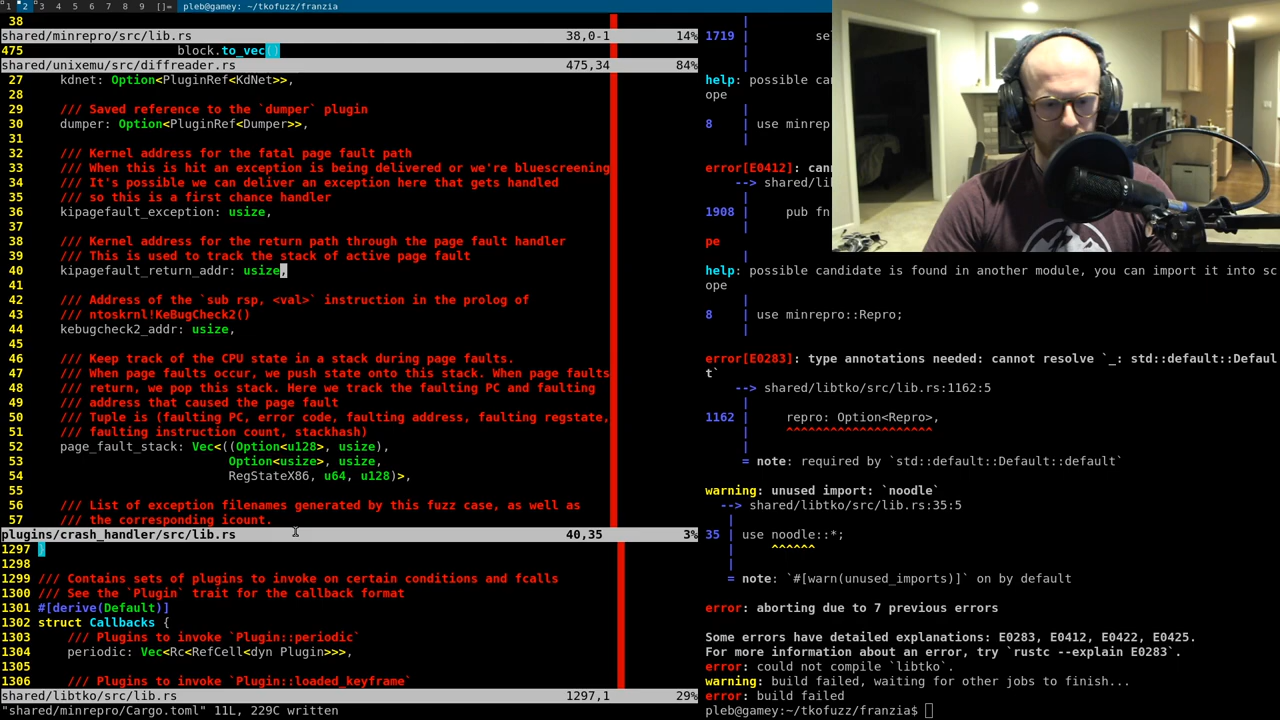 1 2 3 4 5 6 7 8 9 []= pleb@gamey: ~/tkofuzz/franzia
38
shared/minrepro/src/lib.rs 38,0-1 14%
475 block.to_vec()
shared/unixemu/src/diffreader.rs 475,34 84%
27 kdnet: Option<PluginRef<KdNet>>,
28
29 /// Saved reference to the `dumper` plugin
30 dumper: Option<PluginRef<Dumper>>,
31
32 /// Kernel address for the fatal page fault path
33 /// When this is hit an exception is being delivered or we're bluescreening
34 /// It's possible we can deliver an exception here that gets handled
35 /// so this is a first chance handler
36 kipagefault_exception: usize,
37
38 /// Kernel address for the return path through the page fault handler
39 /// This is used to track the stack of active page fault
40 kipagefault_return_addr: usize,
41
42 /// Address of the `sub rsp, <val>` instruction in the prolog of
43 /// ntoskrnl!KeBugCheck2()
44 kebugcheck2_addr: usize,
45
46 /// Keep track of the CPU state in a stack during page faults.
47 /// When page faults occur, we push state onto this stack. When page faults
48 /// return, we pop this stack. Here we track the faulting PC and faulting
49 /// address that caused the page fault
50 /// Tuple is (faulting PC, error code, faulting address, faulting regstate,
51 /// faulting instruction count, stackhash)
52 page_fault_stack: Vec<((Option<u128>, usize),
53 Option<usize>, usize,
54 RegStateX86, u64, u128)>,
55
56 /// List of exception filenames generated by this fuzz case, as well as
57 /// the corresponding icount.
plugins/crash_handler/src/lib.rs 40,35 3%
1297 }
1298
1299 /// Contains sets of plugins to invoke on certain conditions and fcalls
1300 /// See the `Plugin` trait for the callback format
1301 #[derive(Default)]
1302 struct Callbacks {
1303 /// Plugins to invoke `Plugin::periodic`
1304 periodic: Vec<Rc<RefCell<dyn Plugin>>>,
1305
1306 /// Plugins to invoke `Plugin::loaded_keyframe`
shared/libtko/src/lib.rs 1297,1 29%
"shared/minrepro/Cargo.toml" 11L, 229C written
|
1719 | sel
|
help: possible can
ope
|
8 | use minrep
|
error[E0412]: cann
--> shared/lib
|
1908 | pub fn
|
pe
|
help: possible candidate is found in another module, you can import it into sc
ope
|
8 | use minrepro::Repro;
|
error[E0283]: type annotations needed: cannot resolve `_: std::default::Defaul
t`
--> shared/libtko/src/lib.rs:1162:5
|
1162 | repro: Option<Repro>,
| ^^^^^^^^^^^^^^^^^^^^
|
= note: required by `std::default::Default::default`
warning: unused import: `noodle`
--> shared/libtko/src/lib.rs:35:5
|
35 | use noodle::*;
| ^^^^^^
|
= note: `#[warn(unused_imports)]` on by default
error: aborting due to 7 previous errors
Some errors have detailed explanations: E0283, E0412, E0422, E0425.
For more information about an error, try `rustc --explain E0283`.
error: could not compile `libtko`.
warning: build failed, waiting for other jobs to finish...
error: build failed
pleb@gamey:~/tkofuzz/franzia$